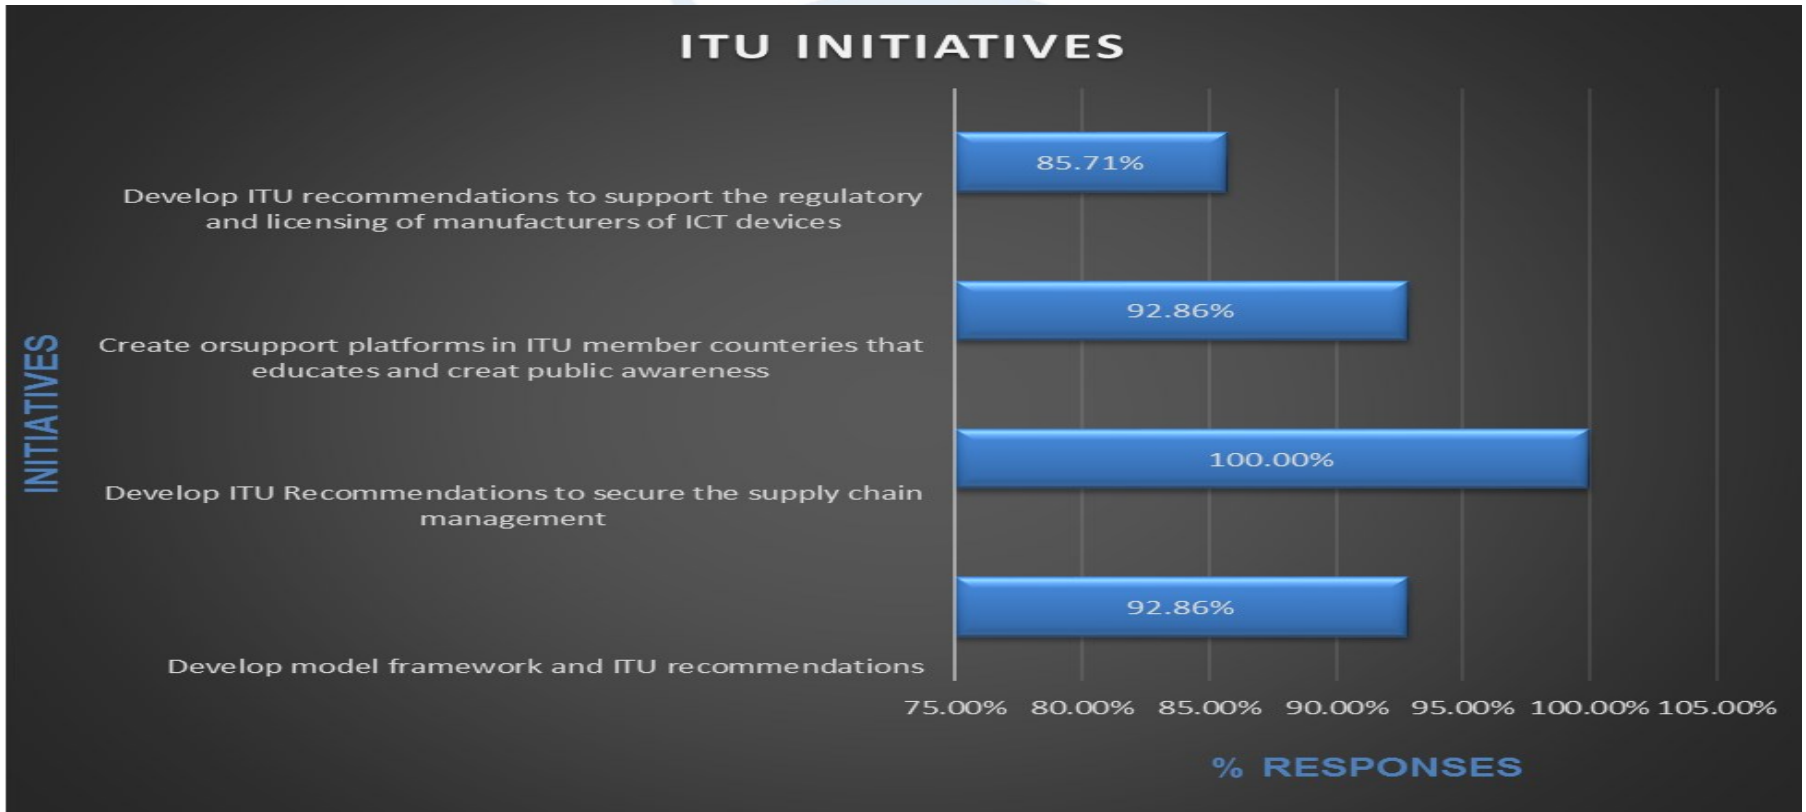 ITU INITIATIVES
85.71%
Develop ITU recommendations to support the regulatory
and licensing of manufacturers of ICT devices
92.86%
Create orsupport platforms in ITU member counteries that
educates and creat public awareness
100.00%
Develop ITU Recommendations to secure the supply chain
management
92.86%
Develop model framework and ITU recommendations
INITIATIVES
75.00% 80.00% 85.00% 90.00% 95.00% 100.00% 105.00%
% RESPONSES